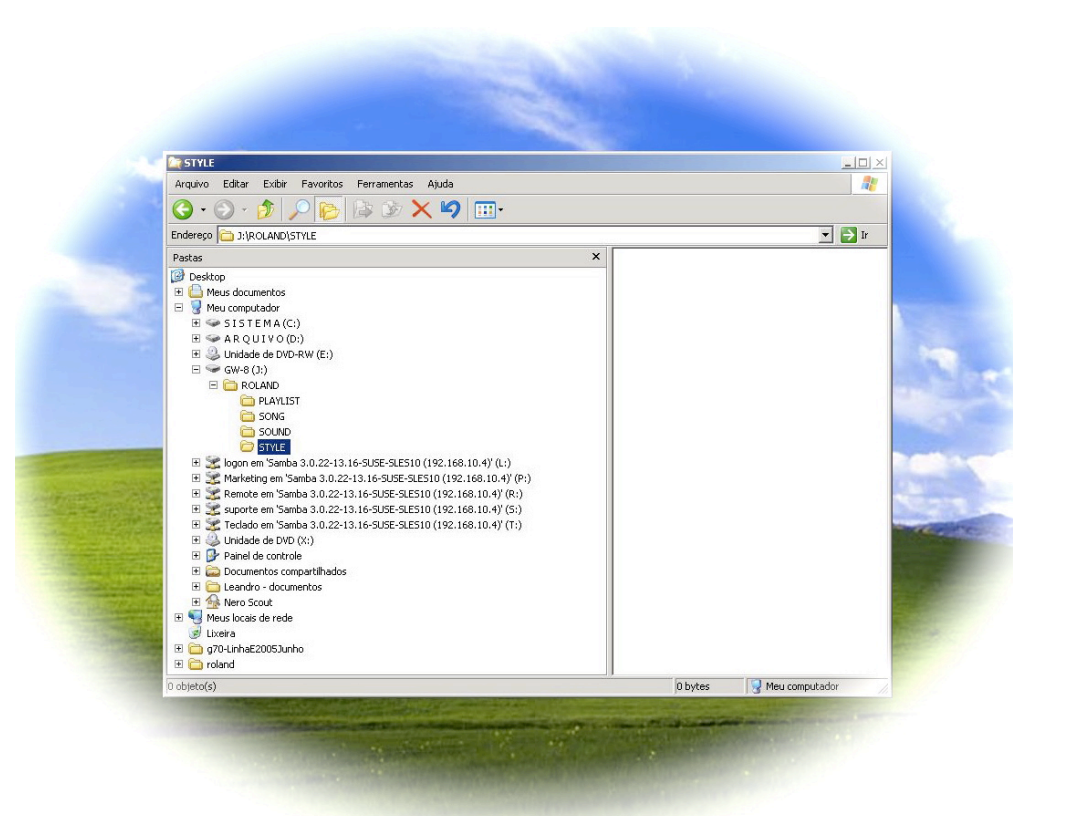 STYLE
Arquivo Editar Exibir Favoritos Ferramentas Ajuda
Endereço J:\ROLAND\STYLE Ir
Pastas
Desktop
Meus documentos
Meu computador
S I S T E M A (C:)
A R Q U I V O (D:)
Unidade de DVD-RW (E:)
GW-8 (J:)
ROLAND
PLAYLIST
SONG
SOUND
STYLE
logon em 'Samba 3.0.22-13.16-SUSE-SLES10 (192.168.10.4)' (L:)
Marketing em 'Samba 3.0.22-13.16-SUSE-SLES10 (192.168.10.4)' (P:)
Remote em 'Samba 3.0.22-13.16-SUSE-SLES10 (192.168.10.4)' (R:)
suporte em 'Samba 3.0.22-13.16-SUSE-SLES10 (192.168.10.4)' (S:)
Teclado em 'Samba 3.0.22-13.16-SUSE-SLES10 (192.168.10.4)' (T:)
Unidade de DVD (X:)
Painel de controle
Documentos compartilhados
Leandro - documentos
Nero Scout
Meus locais de rede
Lixeira
g70-LinhaE2005Junho
roland
0 objeto(s) 0 bytes Meu computador